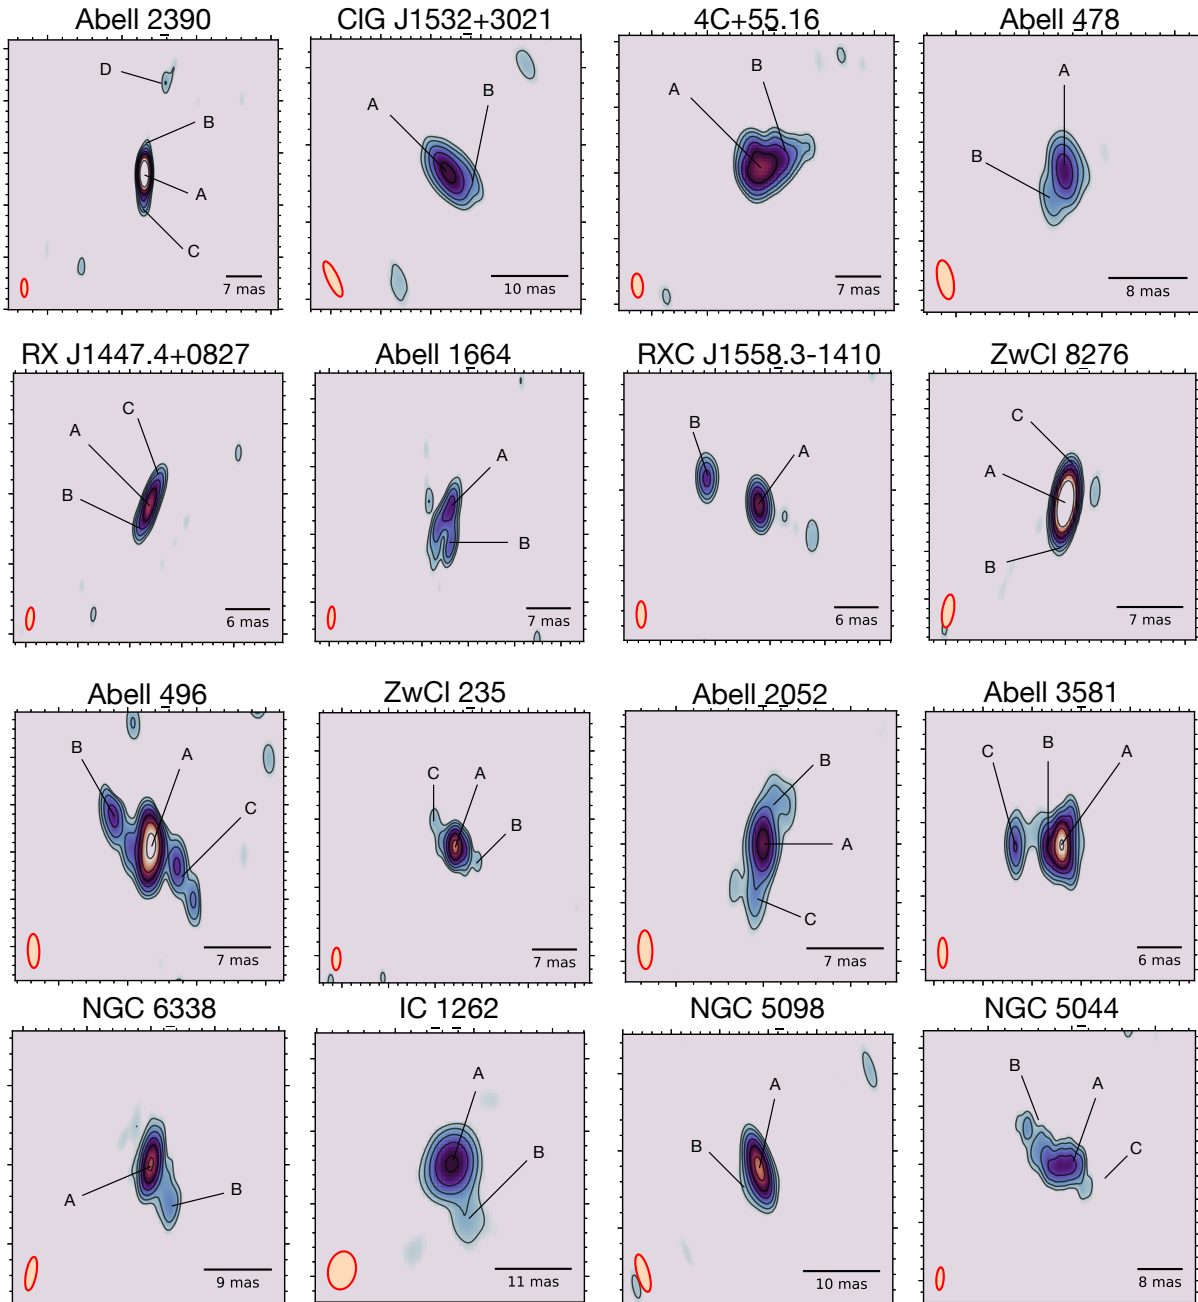 Abell 2390 ClG J1532+3021 4C+55.16 Abell 478
D B A C 7 mas
A B 10 mas
A B 7 mas
A B 8 mas
RX J1447.4+0827 Abell 1664 RXC J1558.3-1410 ZwCl 8276
C A B 6 mas
A B 7 mas
B A 6 mas
C A B 7 mas
Abell 496 ZwCl 235 Abell 2052 Abell 3581
B A C 7 mas
C A B 7 mas
B A C 7 mas
C B A 6 mas
NGC 6338 IC 1262 NGC 5098 NGC 5044
A B 9 mas
A B 11 mas
A B 10 mas
B A C 8 mas